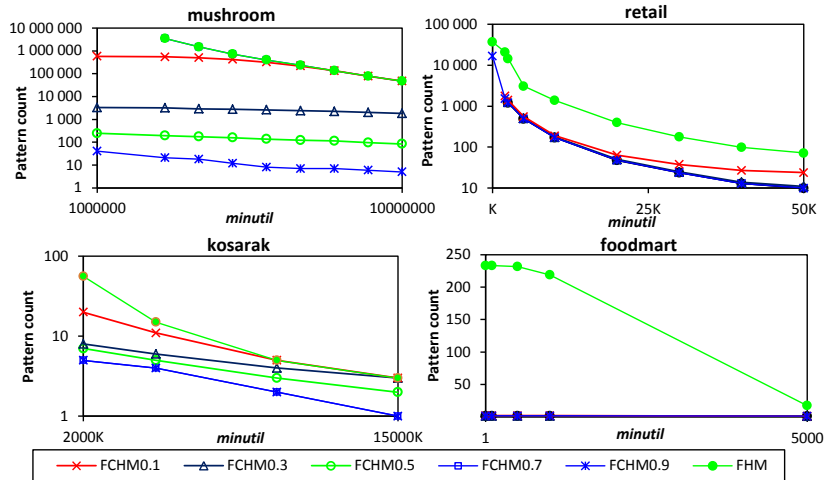 mushroom
Pattern count
10 000 000
1 000 000
100 000
10 000
1 000
100
10
1
1000000
10000000
minutil
retail
Pattern count
100 000
10 000
1 000
100
10
K
25K
50K
minutil
kosarak
Pattern count
100
10
1
2000K
15000K
minutil
foodmart
Pattern count
250
200
150
100
50
1
5000
minutil
FCHM0.1
FCHM0.3
FCHM0.5
FCHM0.7
FCHM0.9
FHM